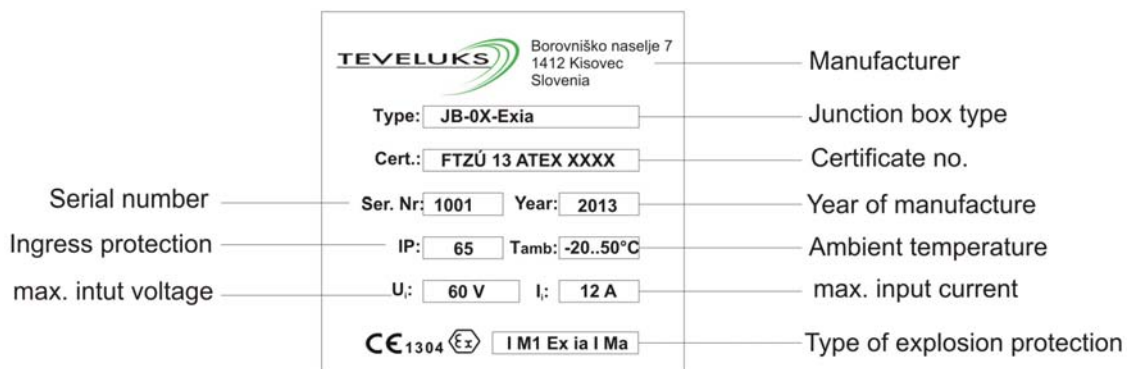 TEVELUKS
Borovniško naselje 7
1412 Kisovec
Slovenia
Manufacturer
Type: JB-0X-Exia
Junction box type
Cert.: FTZÚ 13 ATEX XXXX
Certificate no.
Serial number
Ser. Nr: 1001 Year: 2013
Year of manufacture
Ingress protection
IP: 65 Tamb: -20..50°C
Ambient temperature
max. intut voltage
Ui: 60 V Ii: 12 A
max. input current
CE 1304 Ex I M1 Ex ia I Ma
Type of explosion protection